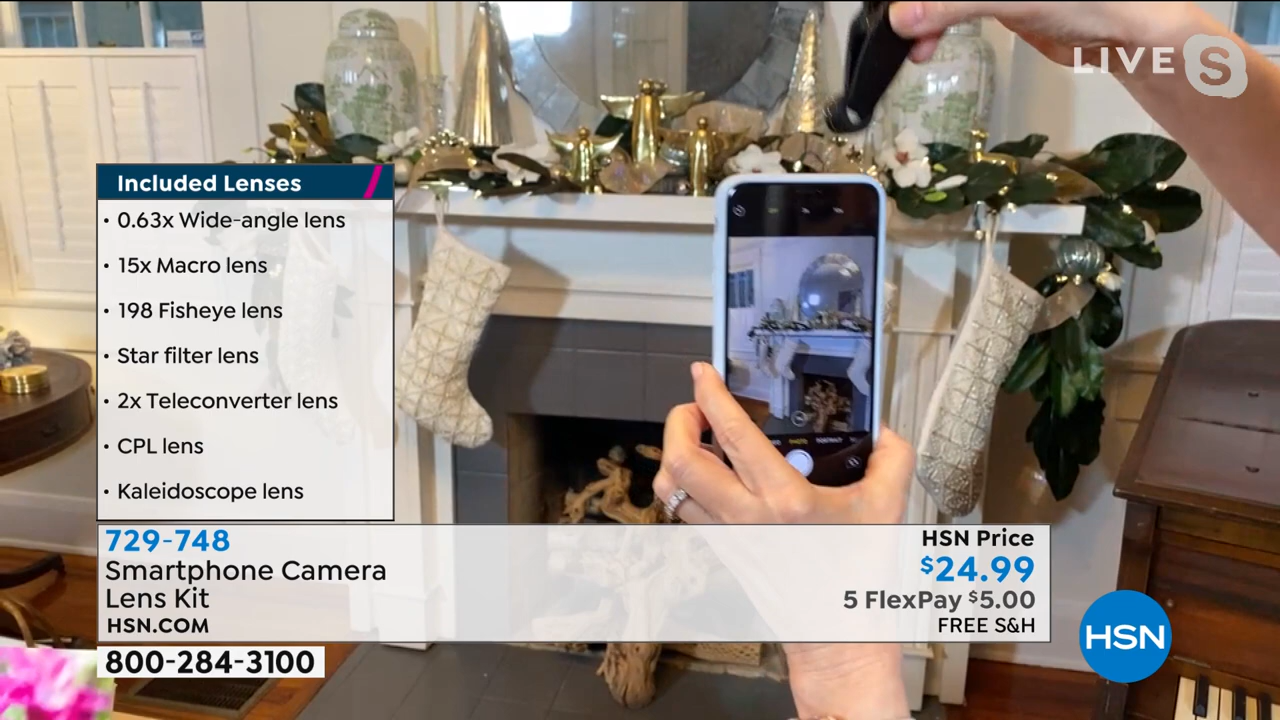 LIVE S
Included Lenses
• 0.63x Wide-angle lens
• 15x Macro lens
• 198 Fisheye lens
• Star filter lens
• 2x Teleconverter lens
• CPL lens
• Kaleidoscope lens
729-748
Smartphone Camera
Lens Kit
HSN.COM
HSN Price
$24.99
5 FlexPay $5.00
FREE S&H
800-284-3100
HSN